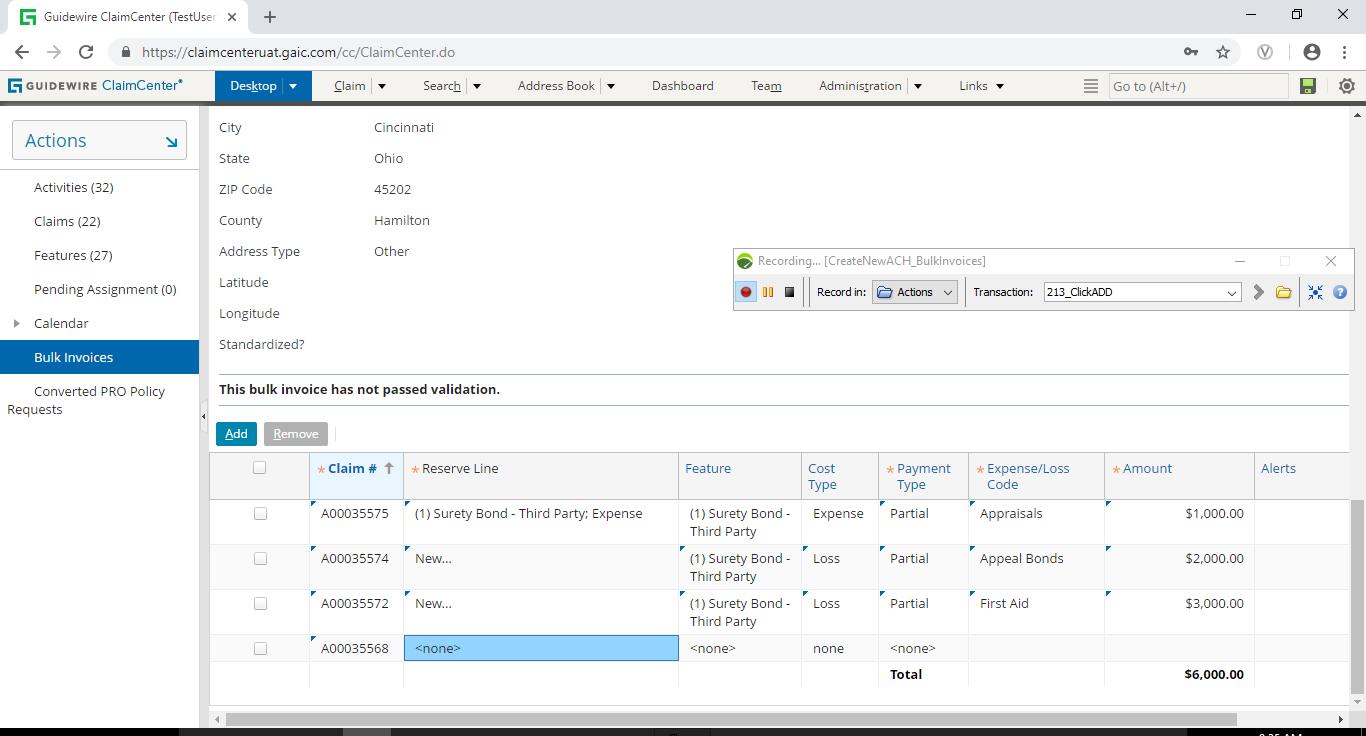 Guidewire ClaimCenter (TestUser
https://claimcenteruat.gaic.com/cc/ClaimCenter.do
GUIDEWIRE ClaimCenter®
Desktop
Claim
Search
Address Book
Dashboard
Team
Administration
Links
Go to (Alt+/)
Actions
Activities (32)
Claims (22)
Features (27)
Pending Assignment (0)
Calendar
Bulk Invoices
Converted PRO Policy
Requests
City Cincinnati
State Ohio
ZIP Code 45202
County Hamilton
Address Type Other
Latitude
Longitude
Standardized?
Recording... [CreateNewACH_BulkInvoices]
Record in: Actions Transaction: 213_ClickADD
This bulk invoice has not passed validation.
Add Remove
* Claim # * Reserve Line Feature Cost Type * Payment Type * Expense/Loss Code * Amount Alerts
A00035575 (1) Surety Bond - Third Party; Expense (1) Surety Bond - Third Party Expense Partial Appraisals $1,000.00
A00035574 New... (1) Surety Bond - Third Party Loss Partial Appeal Bonds $2,000.00
A00035572 New... (1) Surety Bond - Third Party Loss Partial First Aid $3,000.00
A00035568 <none> <none> none <none>
Total $6,000.00